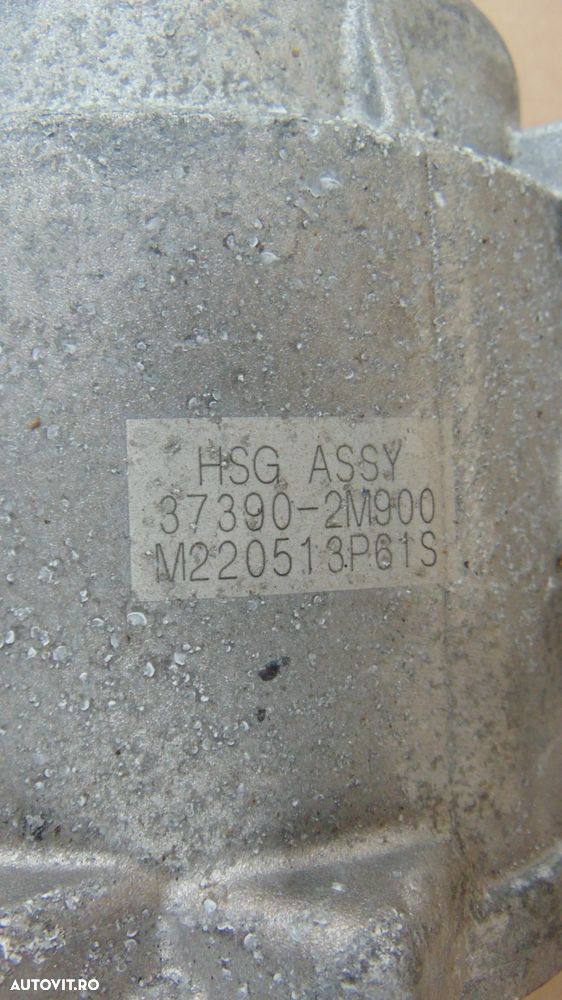 HSG ASSY
37390-2M900
M220513P61S
AUTOVIT.RO